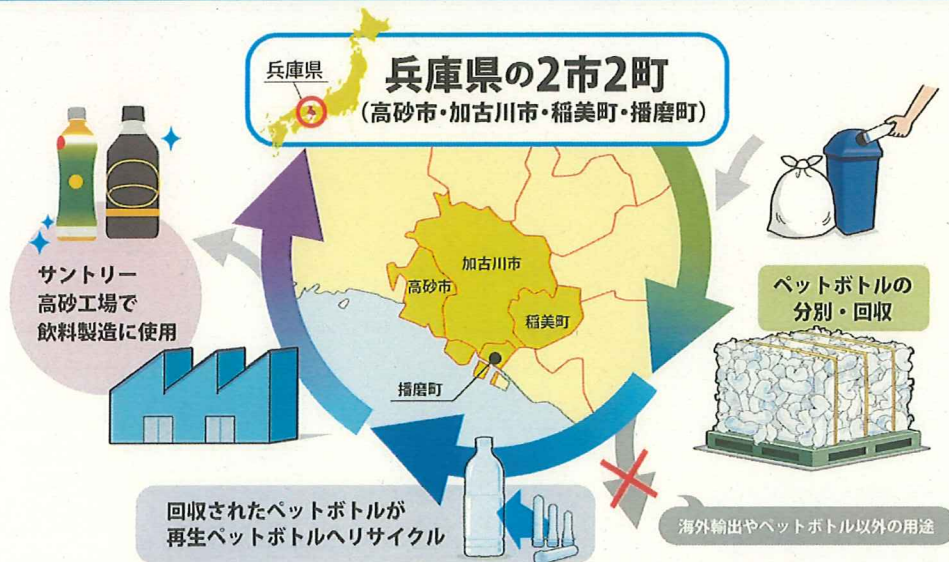 兵庫県
兵庫県の2市2町
(高砂市・加古川市・稲美町・播磨町)
サントリー
高砂工場で
飲料製造に使用
加古川市
高砂市
稲美町
播磨町
ペットボトルの
分別・回収
回収されたペットボトルが
再生ペットボトルへリサイクル
海外輸出やペットボトル以外の用途